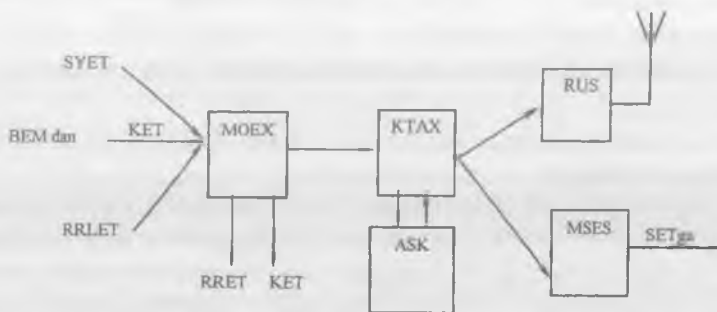 SYET
BEM dan
KET
RRLET
MOEX
RRET
KET
KTAX
ASK
RUS
MSES
SETga